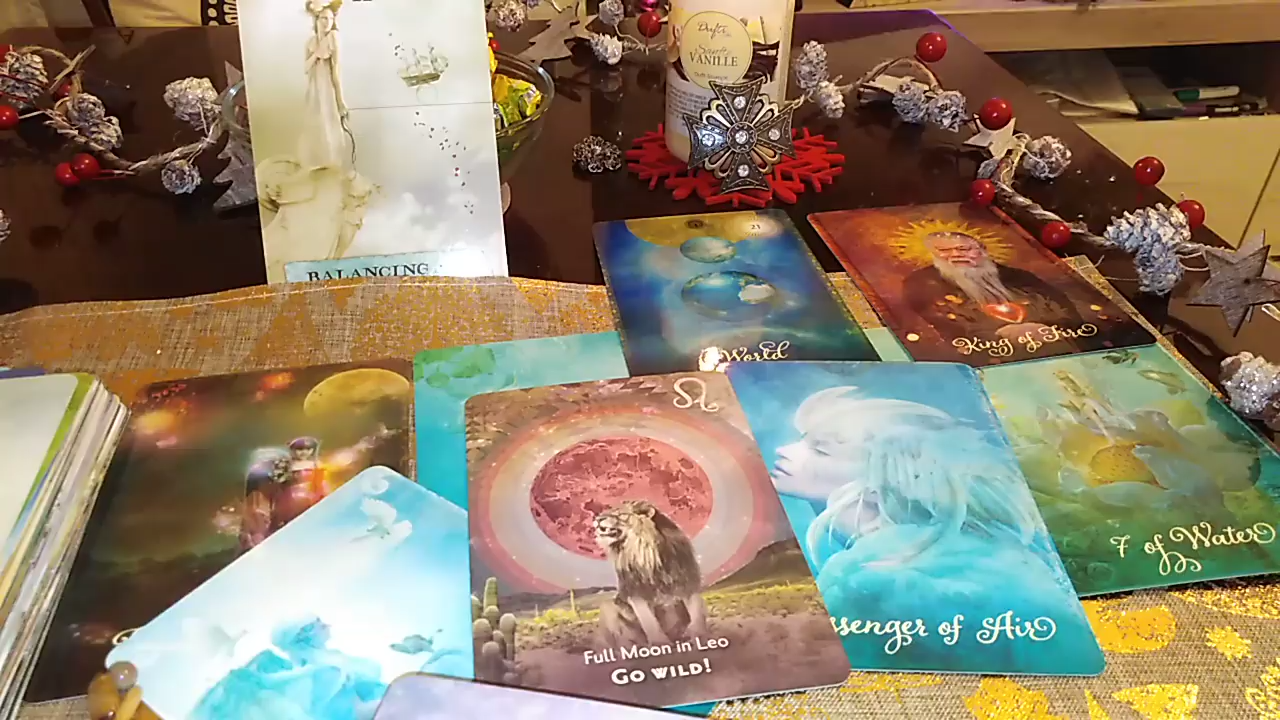 VANILLE
BALANCING
21
World
King of Fire
7 of Water
ssenger of Air
♌
Full Moon in Leo
GO WILD!